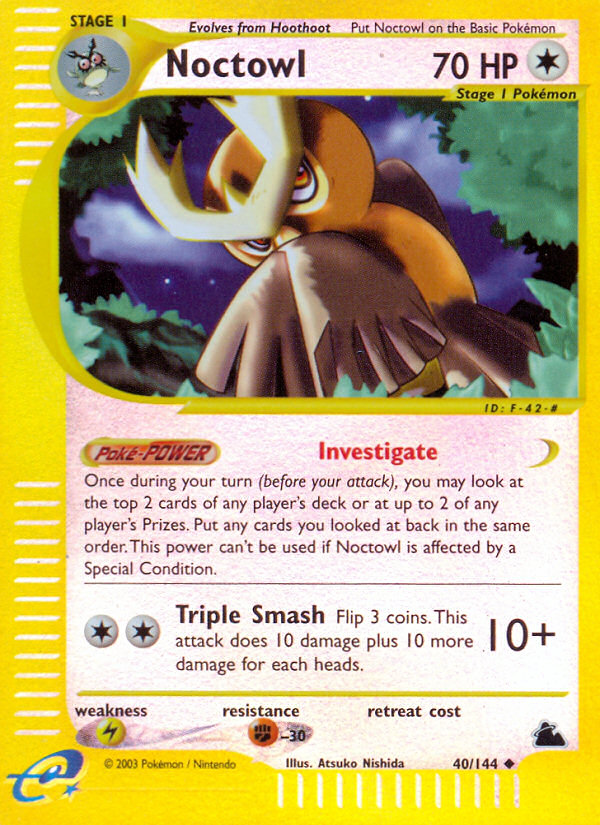 STAGE 1
Evolves from Hoothoot Put Noctowl on the Basic Pokémon
Noctowl 70 HP
Stage 1 Pokémon
ID: F-42-#
Poké-POWER Investigate
Once during your turn (before your attack), you may look at
the top 2 cards of any player's deck or at up to 2 of any
player's Prizes. Put any cards you looked at back in the same
order. This power can't be used if Noctowl is affected by a
Special Condition.
Triple Smash Flip 3 coins. This
attack does 10 damage plus 10 more
damage for each heads.
10+
weakness resistance retreat cost
-30
© 2003 Pokémon / Nintendo Illus. Atsuko Nishida 40/144
e